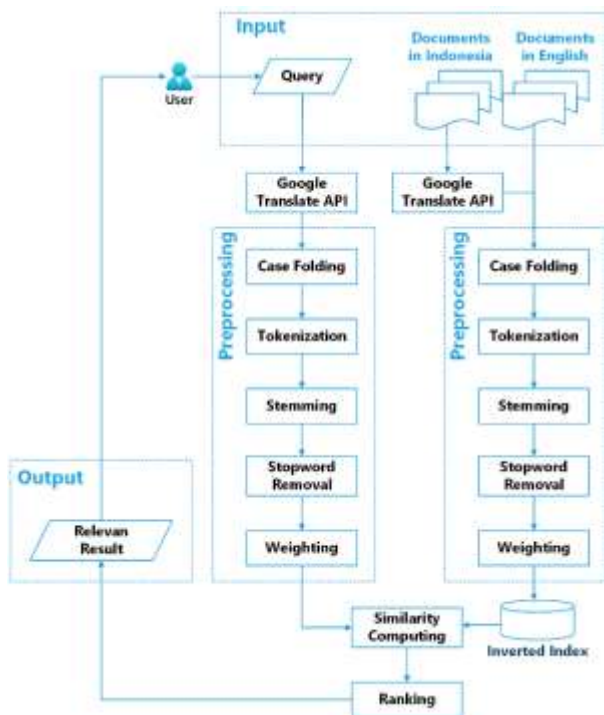 Input
Documents
in Indonesia
Documents
in English
Query
User
Google
Translate API
Google
Translate API
Preprocessing
Case Folding
Tokenization
Stemming
Stopword
Removal
Weighting
Preprocessing
Case Folding
Tokenization
Stemming
Stopword
Removal
Weighting
Output
Relevan
Result
Similarity
Computing
Inverted Index
Ranking